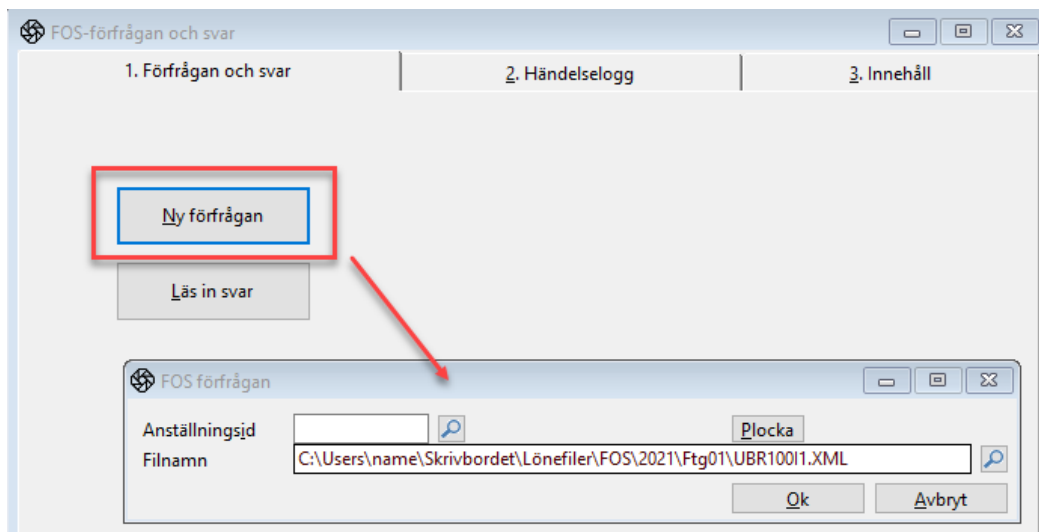 FOS-förfrågan och svar
1. Förfrågan och svar 2. Händelselogg 3. Innehåll
Ny förfrågan
Läs in svar
FOS förfrågan
Anställningsid Plocka
Filnamn C:\Users\name\Skrivbordet\Lönefiler\FOS\2021\Ftg01\UBR100I1.XML
Ok Avbryt